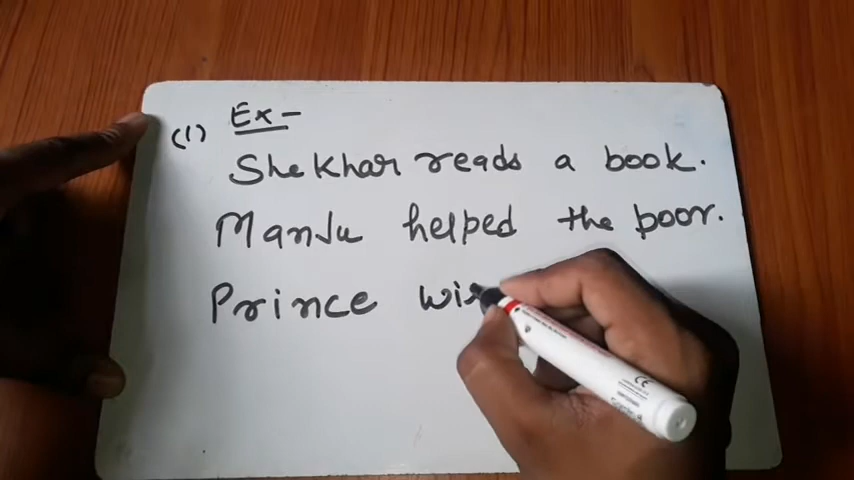 (1) Ex-
Shekhar reads a book.
Manju helped the poor.
Prince